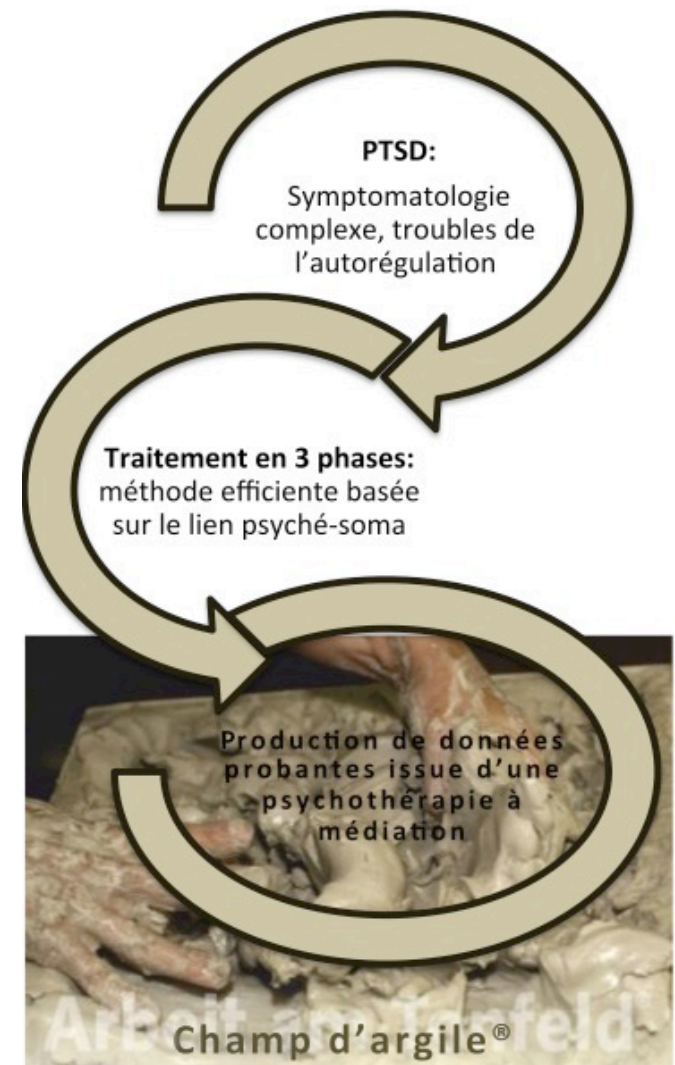 PTSD:
Symptomatologie
complexe, troubles de
l'autorégulation
Traitement en 3 phases:
méthode efficiente basée
sur le lien psyché-soma
Production de données
probantes issue d'une
psychothérapie à
médiation
Arbeit am Tonfeld®
Champ d'argile®